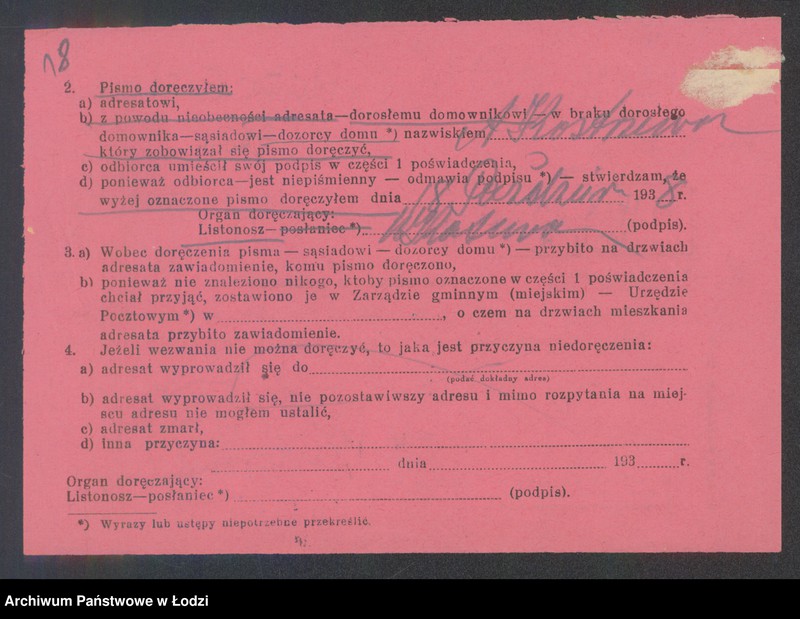 18
2. Pismo doręczyłem:
a) adresatowi,
b) z powodu nieobecności adresata—dorosłemu domownikowi—w braku dorosłego
domownika—sąsiadowi—dozorcy domu *) nazwiskiem
który zobowiązał się pismo doręczyć,
c) odbiorca umieścił swój podpis w części 1 poświadczenia,
d) ponieważ odbiorca—jest niepiśmienny — odmawia podpisu *) — stwierdzam, że
wyżej oznaczone pismo doręczyłem dnia 18 1938 r.
Organ doręczający:
Listonosz—posłaniec *) (podpis).
3. a) Wobec doręczenia pisma — sąsiadowi — dozorcy domu *) — przybito na drzwiach
adresata zawiadomienie, komu pismo doręczono,
b) ponieważ nie znaleziono nikogo, ktoby pismo oznaczone w części 1 poświadczenia
chciał przyjąć, zostawiono je w Zarządzie gminnym (miejskim) — Urzędzie
Pocztowym *) w , o czem na drzwiach mieszkania
adresata przybito zawiadomienie.
4. Jeżeli wezwania nie można doręczyć, to jaka jest przyczyna niedoręczenia:
a) adresat wyprowadził się do
(podać dokładny adres)
b) adresat wyprowadził się, nie pozostawiwszy adresu i mimo rozpytania na miej-
scu adresu nie mogłem ustalić,
c) adresat zmarł,
d) inna przyczyna:
dnia 193 r.
Organ doręczający:
Listonosz—posłaniec *) (podpis).
*) Wyrazy lub ustępy niepotrzebne przekreślić.
Archiwum Państwowe w Łodzi